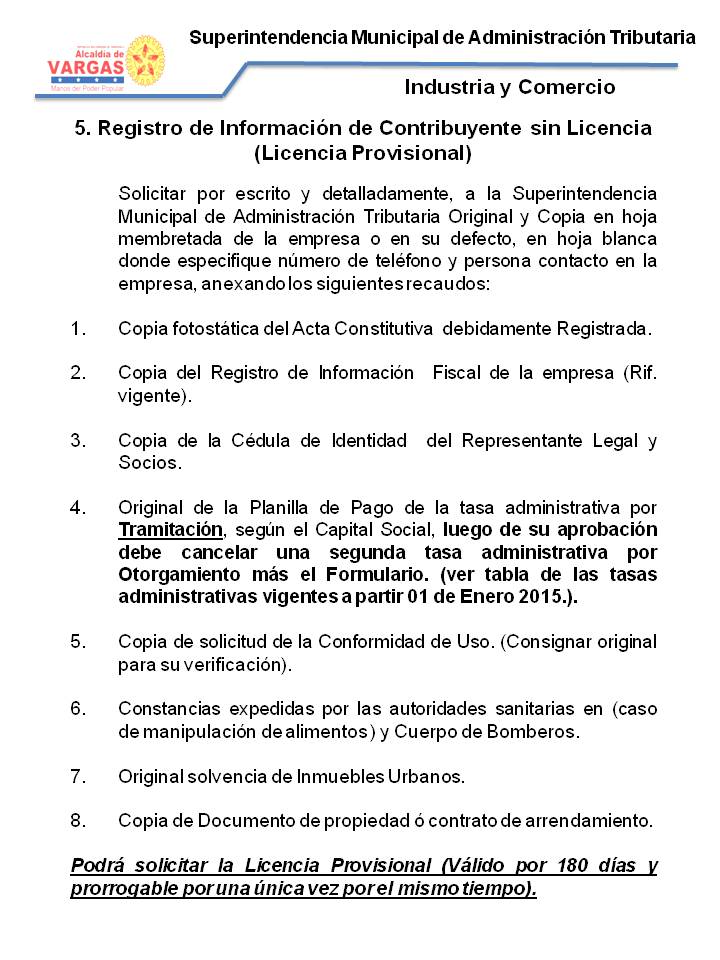 Superintendencia Municipal de Administración Tributaria
Alcaldía de
VARGAS
Manos del Poder Popular
Industria y Comercio
5. Registro de Información de Contribuyente sin Licencia
(Licencia Provisional)
Solicitar por escrito y detalladamente, a la Superintendencia
Municipal de Administración Tributaria Original y Copia en hoja
membretada de la empresa o en su defecto, en hoja blanca
donde especifique número de teléfono y persona contacto en la
empresa, anexando los siguientes recaudos:
1. Copia fotostática del Acta Constitutiva debidamente Registrada.
2. Copia del Registro de Información Fiscal de la empresa (Rif.
vigente).
3. Copia de la Cédula de Identidad del Representante Legal y
Socios.
4. Original de la Planilla de Pago de la tasa administrativa por
Tramitación, según el Capital Social, luego de su aprobación
debe cancelar una segunda tasa administrativa por
Otorgamiento más el Formulario. (ver tabla de las tasas
administrativas vigentes a partir 01 de Enero 2015.).
5. Copia de solicitud de la Conformidad de Uso. (Consignar original
para su verificación).
6. Constancias expedidas por las autoridades sanitarias en (caso
de manipulación de alimentos) y Cuerpo de Bomberos.
7. Original solvencia de Inmuebles Urbanos.
8. Copia de Documento de propiedad ó contrato de arrendamiento.
Podrá solicitar la Licencia Provisional (Válido por 180 días y
prorrogable por una única vez por el mismo tiempo).